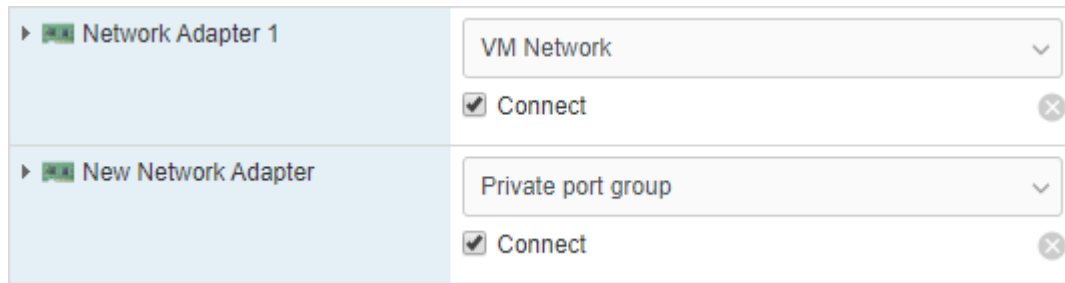 Network Adapter 1
VM Network
Connect
New Network Adapter
Private port group
Connect